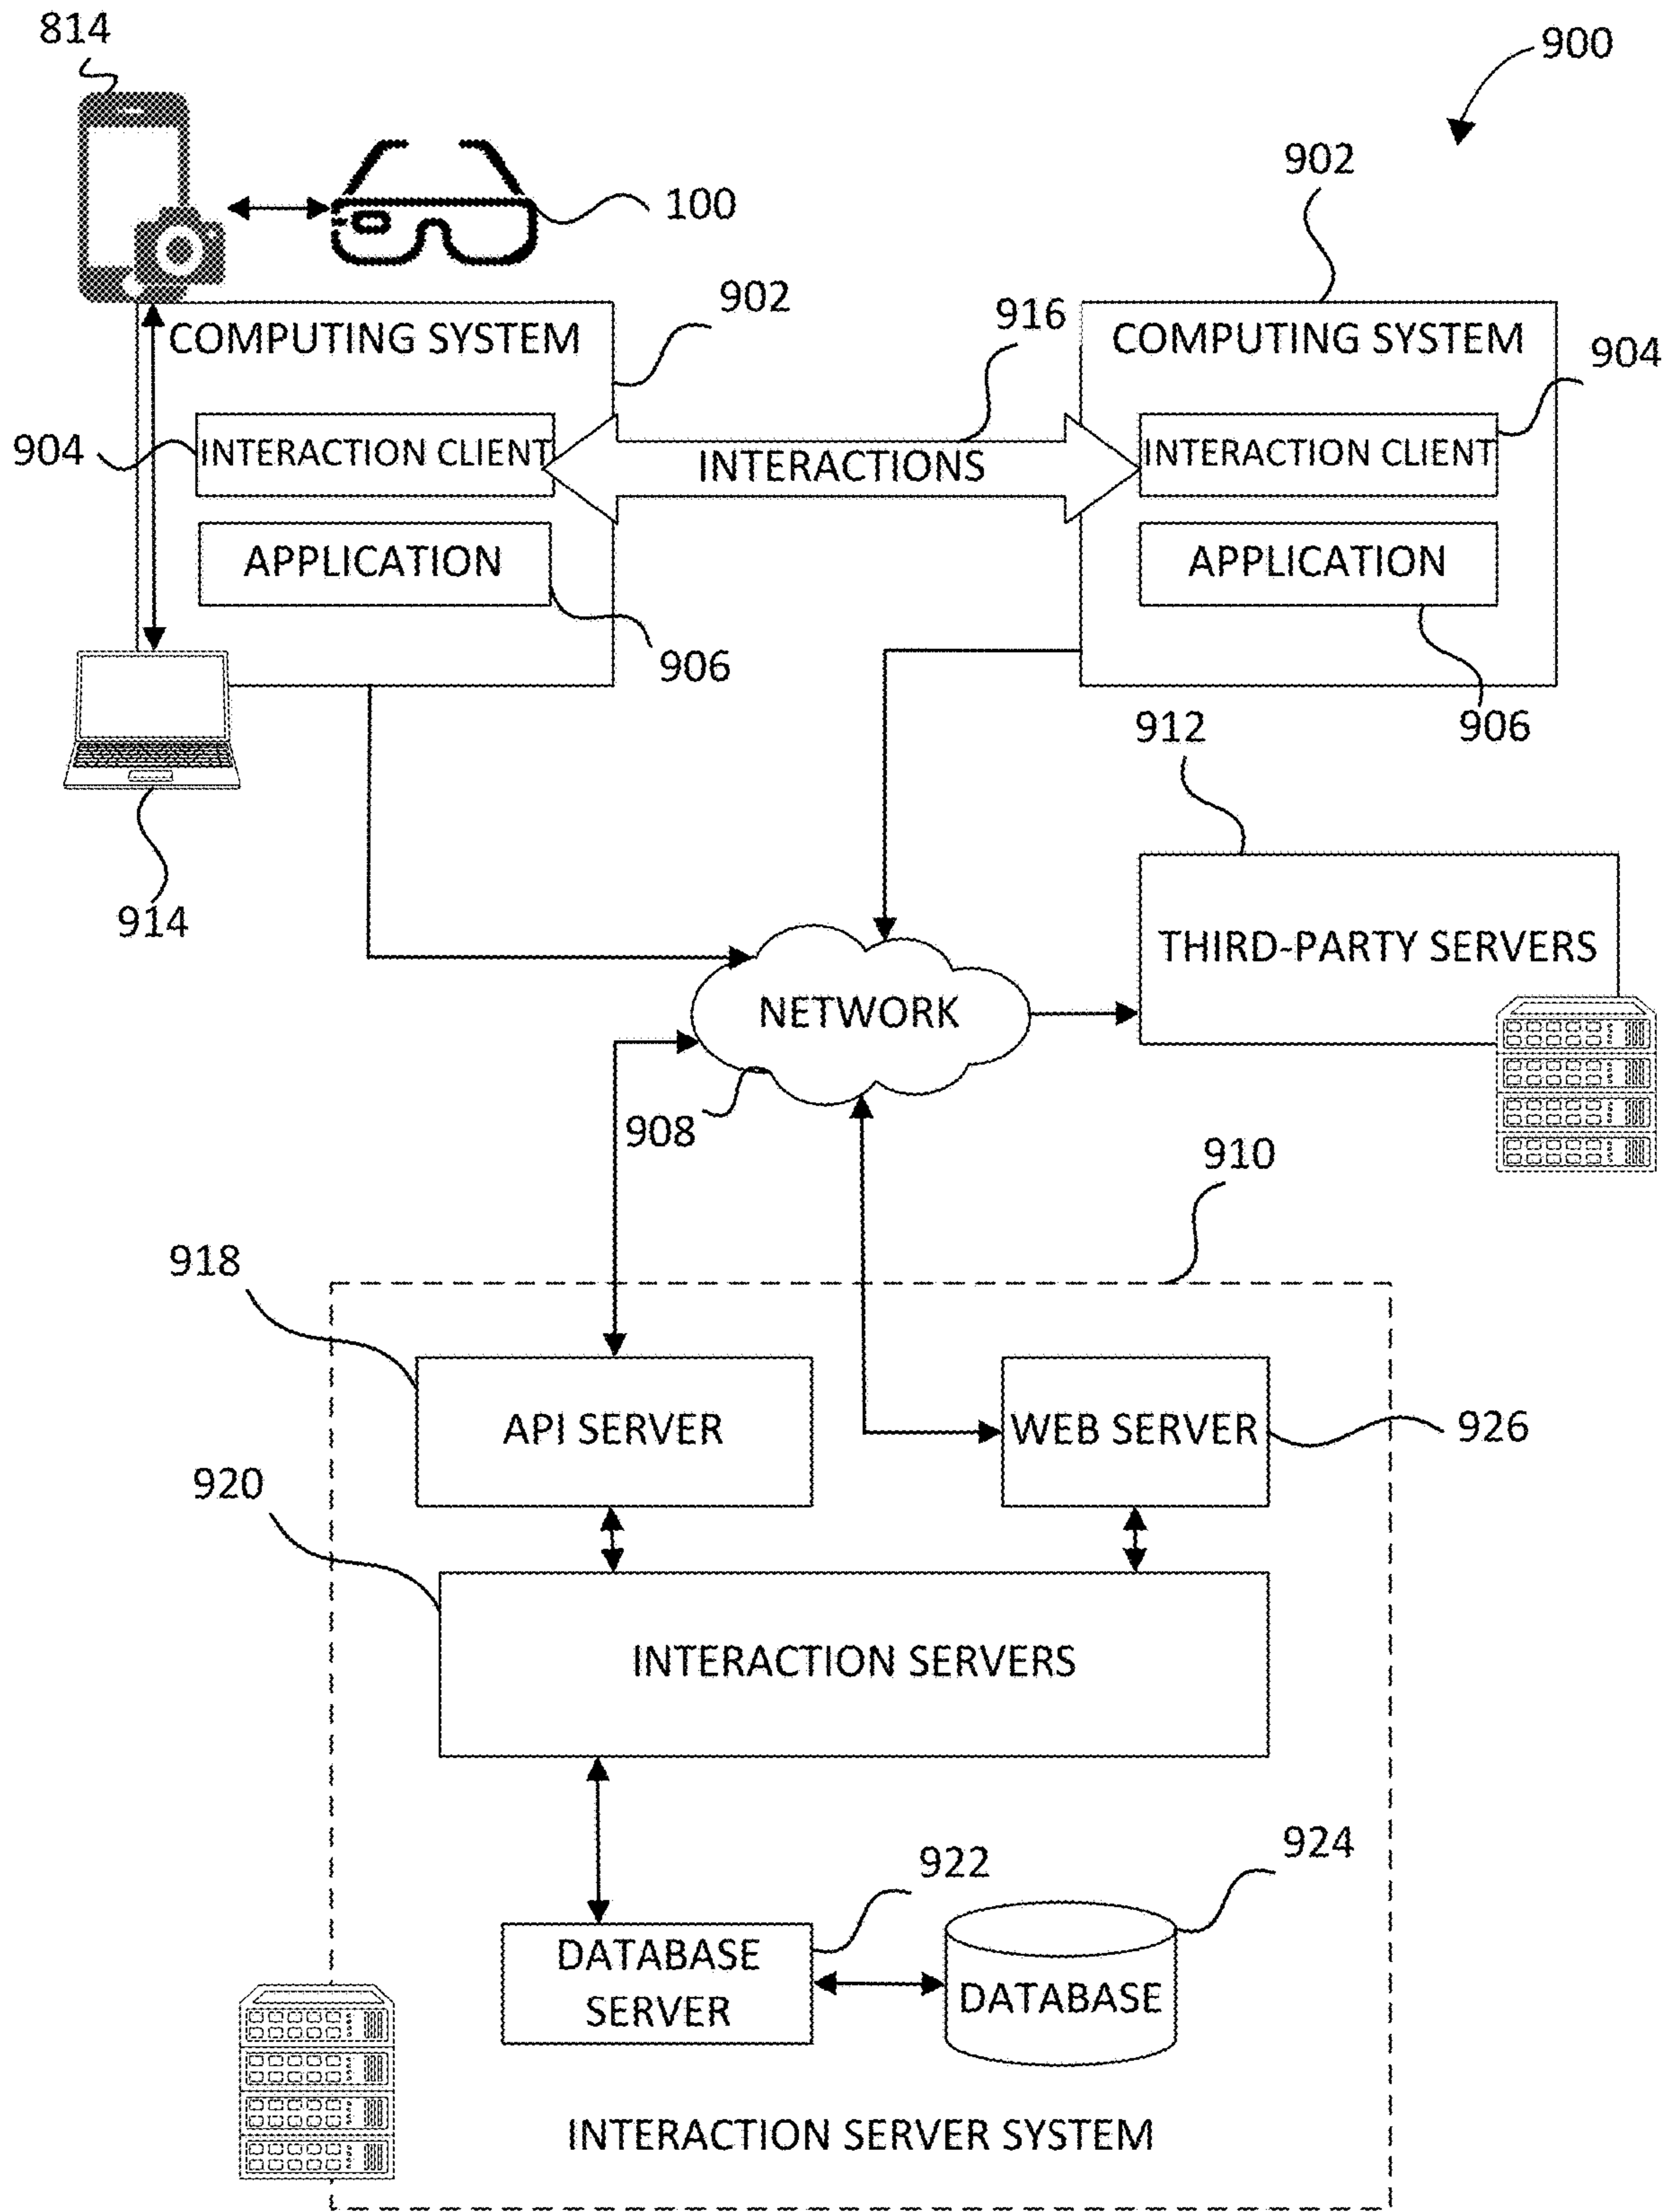 814
900
902
100
902
916
COMPUTING SYSTEM
COMPUTING SYSTEM
904
904
INTERACTION CLIENT
INTERACTIONS
INTERACTION CLIENT
APPLICATION
APPLICATION
906
906
912
914
THIRD-PARTY SERVERS
NETWORK
908
910
918
API SERVER
WEB SERVER
926
920
INTERACTION SERVERS
922
924
DATABASE
SERVER
DATABASE
INTERACTION SERVER SYSTEM